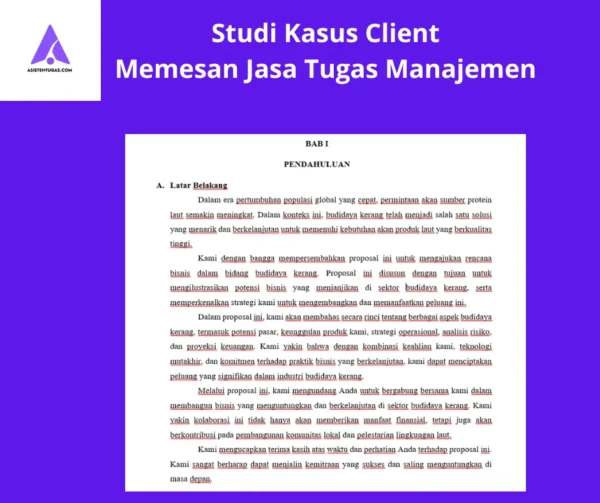 ASISTENTUGAS.COM
Studi Kasus Client
Memesan Jasa Tugas Manajemen
BAB I
PENDAHULUAN
A. Latar Belakang
Dalam era pertumbuhan populasi global yang cepat, permintaan akan sumber protein
laut semakin meningkat. Dalam konteks ini, budidaya kerang telah menjadi salah satu solusi
yang menarik dan berkelanjutan untuk memenuhi kebutuhan akan produk laut yang berkualitas
tinggi.
Kami dengan bangga mempersembahkan proposal ini untuk mengajukan rencana
bisnis dalam bidang budidaya kerang. Proposal ini disusun dengan tujuan untuk
mengilustrasikan potensi bisnis yang menjanjikan di sektor budidaya kerang, serta
memperkenalkan strategi kami untuk mengembangkan dan memanfaatkan peluang ini.
Dalam proposal ini, kami akan membahas secara rinci tentang berbagai aspek budidaya
kerang, termasuk potensi pasar, keunggulan produk kami, strategi operasional, analisis risiko,
dan proyeksi keuangan. Kami yakin bahwa dengan kombinasi keahlian kami, teknologi
mutakhir, dan komitmen terhadap praktik bisnis yang berkelanjutan, kami dapat menciptakan
peluang yang signifikan dalam industri budidaya kerang.
Melalui proposal ini, kami mengundang Anda untuk bergabung bersama kami dalam
membangun bisnis yang menguntungkan dan berkelanjutan di sektor budidaya kerang. Kami
yakin kolaborasi ini tidak hanya akan memberikan manfaat finansial, tetapi juga akan
berkontribusi pada pembangunan komunitas lokal dan pelestarian lingkungan laut.
Kami mengucapkan terima kasih atas waktu dan perhatian Anda terhadap proposal ini.
Kami sangat berharap dapat menjalin kemitraan yang sukses dan saling menguntungkan di
masa depan.